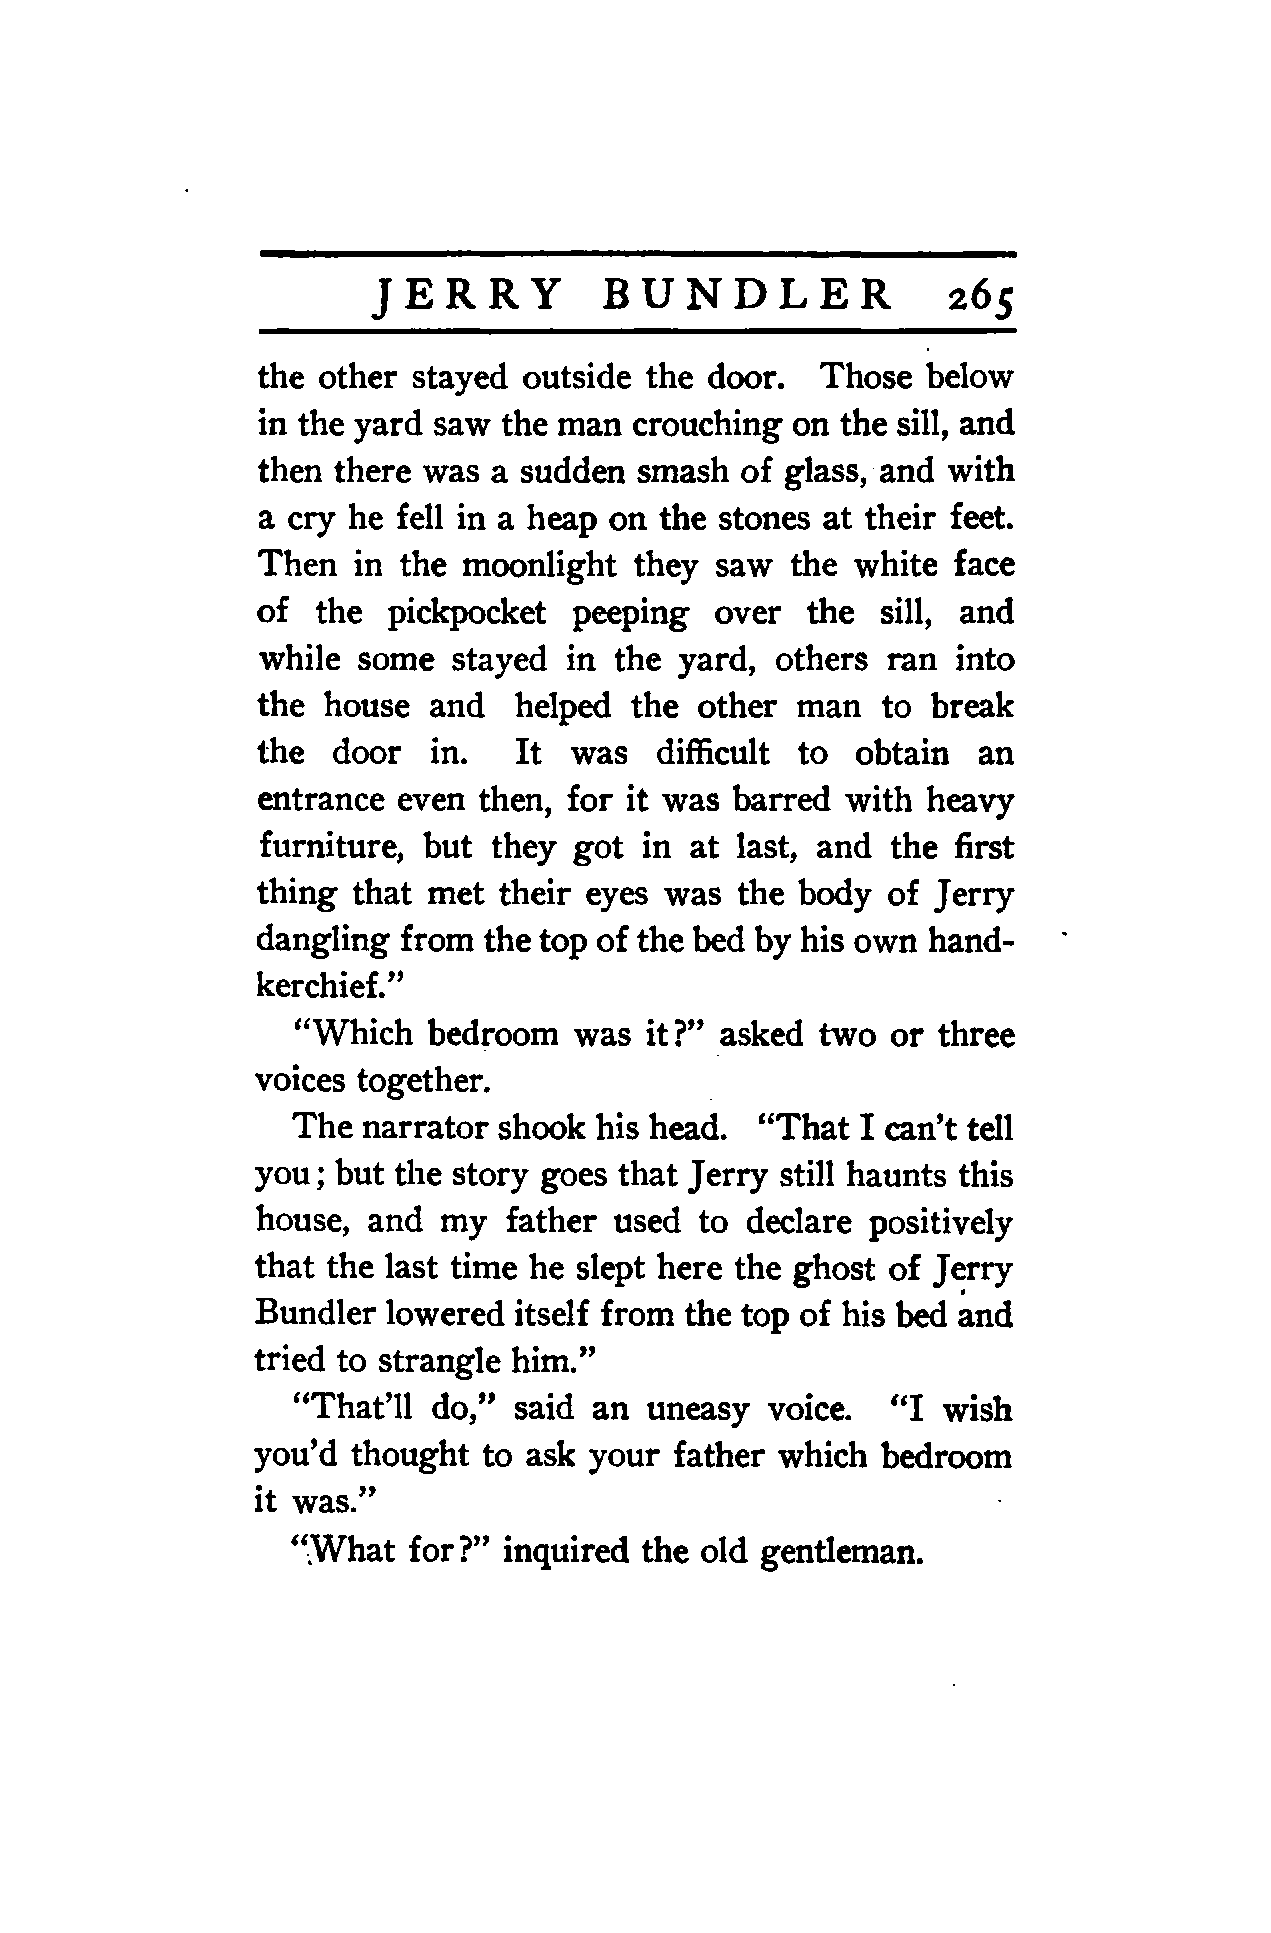 JERRY BUNDLER 265
the other stayed outside the door. Those below
in the yard saw the man crouching on the sill, and
then there was a sudden smash of glass, and with
a cry he fell in a heap on the stones at their feet.
Then in the moonlight they saw the white face
of the pickpocket peeping over the sill, and
while some stayed in the yard, others ran into
the house and helped the other man to break
the door in. It was difficult to obtain an
entrance even then, for it was barred with heavy
furniture, but they got in at last, and the first
thing that met their eyes was the body of Jerry
dangling from the top of the bed by his own hand-
kerchief."
"Which bedroom was it?" asked two or three
voices together.
The narrator shook his head. "That I can't tell
you; but the story goes that Jerry still haunts this
house, and my father used to declare positively
that the last time he slept here the ghost of Jerry
Bundler lowered itself from the top of his bed and
tried to strangle him."
"That'll do," said an uneasy voice. "I wish
you'd thought to ask your father which bedroom
it was."
"What for?" inquired the old gentleman.